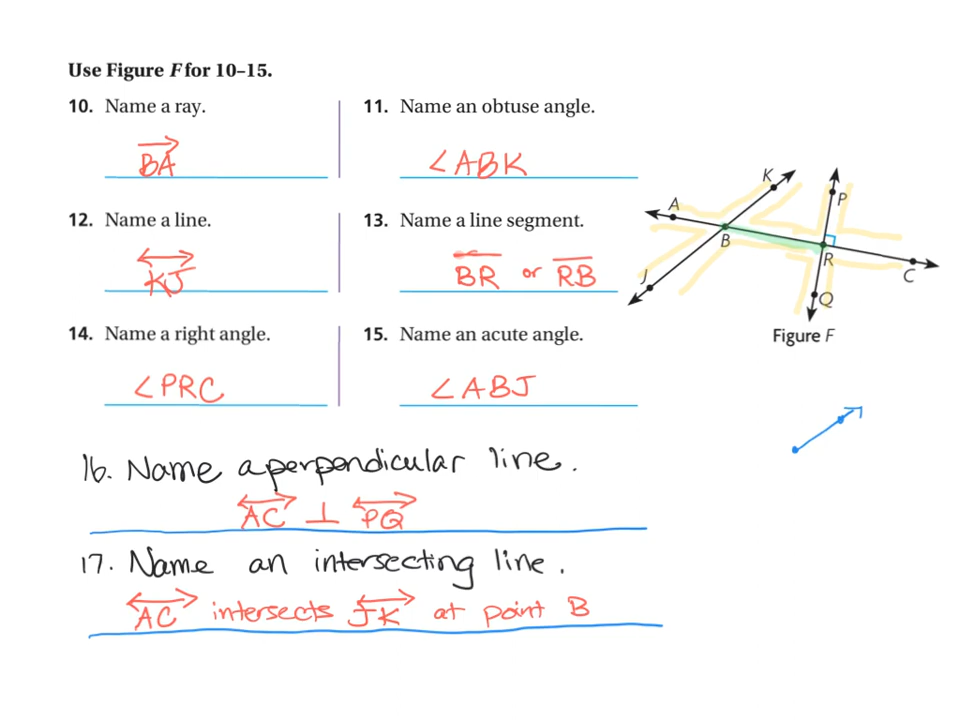 Use Figure F for 10–15.
10. Name a ray.
BA
11. Name an obtuse angle.
∠ABK
12. Name a line.
KJ
13. Name a line segment.
BR or RB
14. Name a right angle.
∠PRC
15. Name an acute angle.
∠ABJ
K
P
A
B
R
C
J
Q
Figure F
16. Name a perpendicular line.
AC ⊥ PQ
17. Name an intersecting line.
AC intersects JK at point B